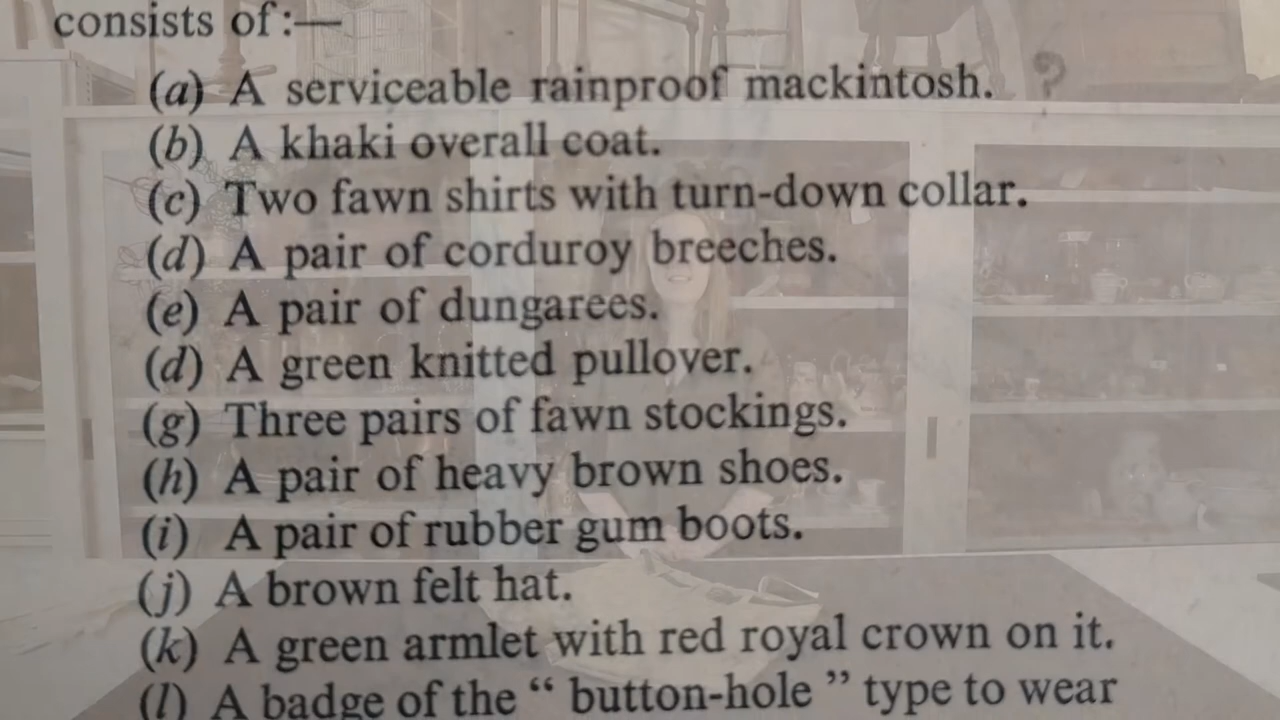 consists of:—
(a) A serviceable rainproof mackintosh. ?
(b) A khaki overall coat.
(c) Two fawn shirts with turn-down collar.
(d) A pair of corduroy breeches.
(e) A pair of dungarees.
(d) A green knitted pullover.
(g) Three pairs of fawn stockings.
(h) A pair of heavy brown shoes.
(i) A pair of rubber gum boots.
(j) A brown felt hat.
(k) A green armlet with red royal crown on it.
(l) A badge of the “ button-hole ” type to wear